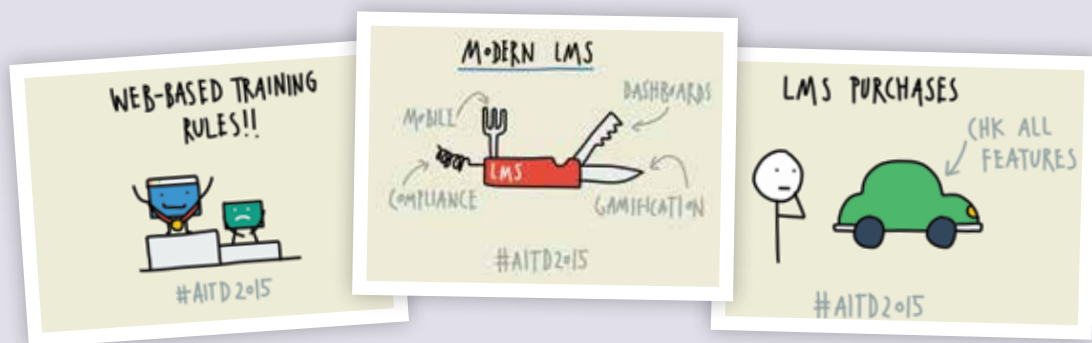 WEB-BASED TRAINING
RULES!!
#AITD2015
MODERN LMS
MOBILE
DASHBOARDS
LMS
COMPLIANCE
GAMIFICATION
#AITD2015
LMS PURCHASES
CHK ALL
FEATURES
#AITD2015